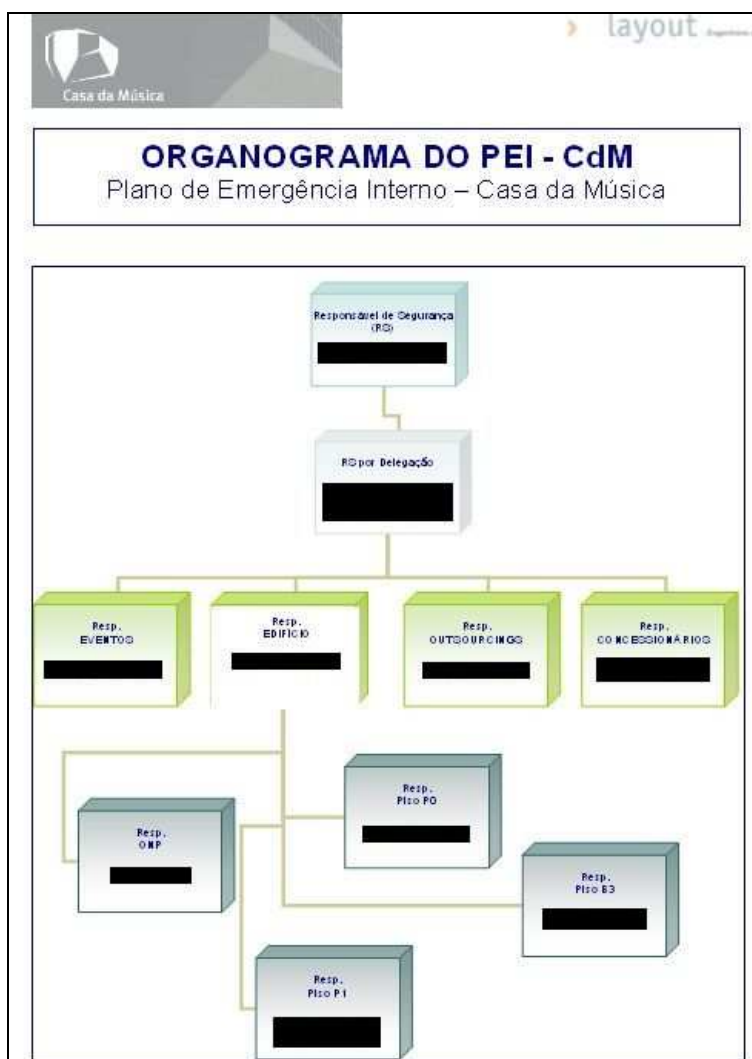 layout
Casa da Música
ORGANOGRAMA DO PEI - CdM
Plano de Emergência Interno – Casa da Música
Responsável de Segurança
(RS)
RS por Delegação
Resp.
EVENTOS
Resp.
EDIFÍCIO
Resp.
OUTSOURCINGS
Resp.
CONCESSIONÁRIOS
Resp.
Piso P0
Resp.
ONP
Resp.
Piso B3
Resp.
Piso P1